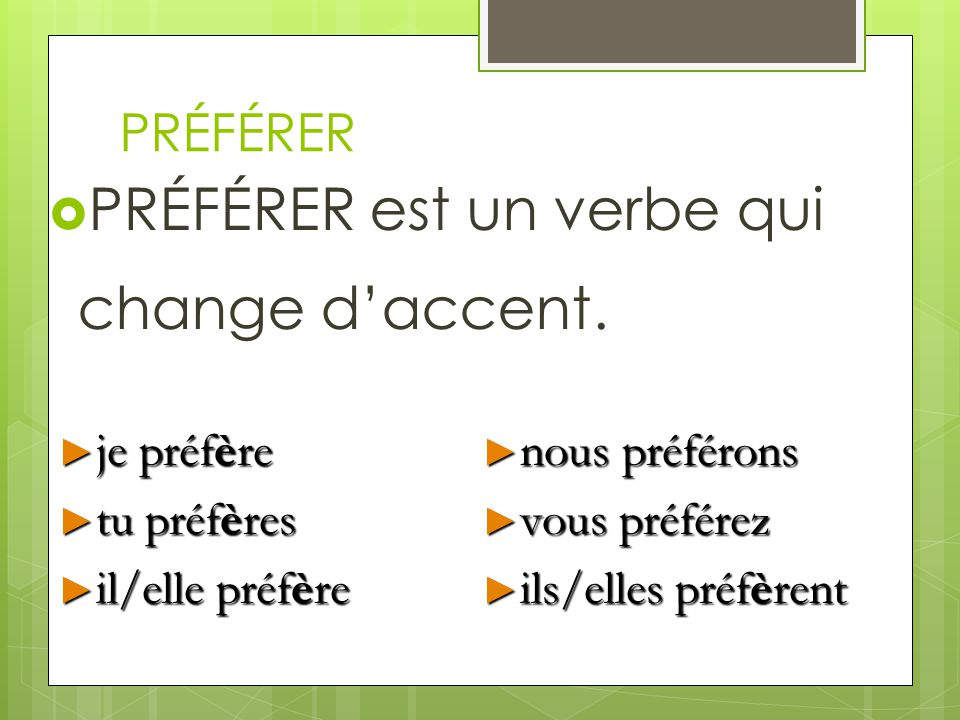 PRÉFÉRER
PRÉFÉRER est un verbe qui
change d’accent.
► je préfère
► tu préfères
► il/elle préfère
► nous préférons
► vous préférez
► ils/elles préfèrent